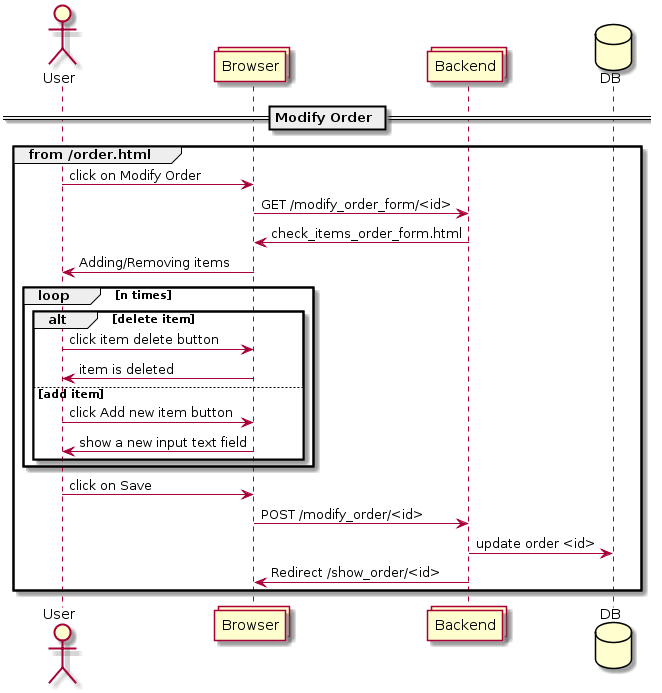 User
Browser
Backend
DB
Modify Order
from /order.html
click on Modify Order
GET /modify_order_form/<id>
check_items_order_form.html
Adding/Removing items
loop [n times]
alt [delete item]
click item delete button
item is deleted
[add item]
click Add new item button
show a new input text field
click on Save
POST /modify_order/<id>
update order <id>
Redirect /show_order/<id>
User
Browser
Backend
DB